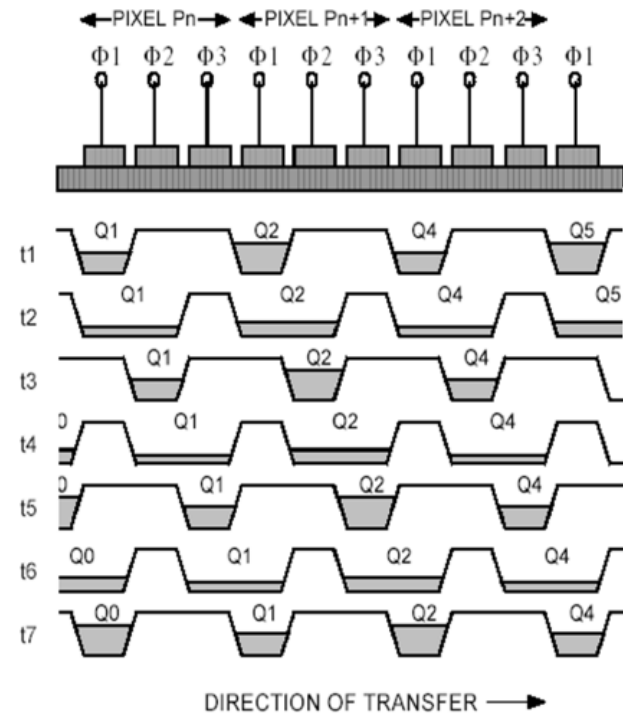 PIXEL Pn PIXEL Pn+1 PIXEL Pn+2
Φ1 Φ2 Φ3 Φ1 Φ2 Φ3 Φ1 Φ2 Φ3 Φ1
t1 Q1 Q2 Q4 Q5
t2 Q1 Q2 Q4 Q5
t3 Q1 Q2 Q4
t4 Q1 Q2 Q4
t5 Q1 Q2 Q4
t6 Q0 Q1 Q2 Q4
t7 Q0 Q1 Q2 Q4
DIRECTION OF TRANSFER